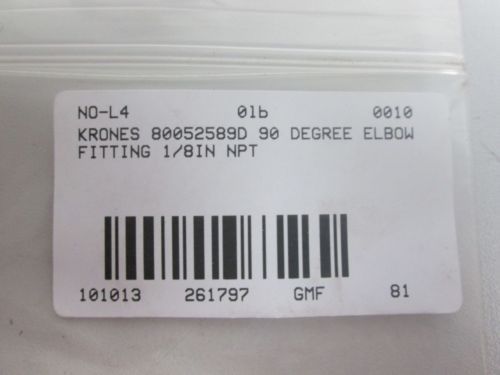 NO-L4 0lb 0010
KRONES 80052589D 90 DEGREE ELBOW
FITTING 1/8IN NPT
101013 261797 GMF 81